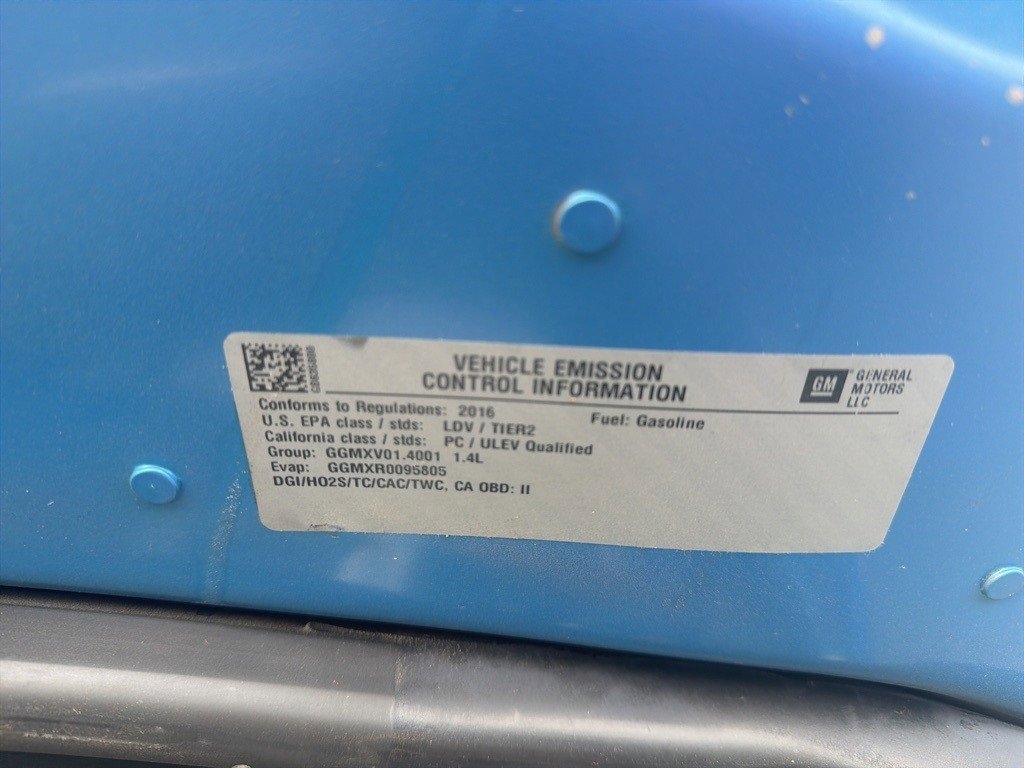 VEHICLE EMISSION
CONTROL INFORMATION
GM
GENERAL
MOTORS
LLC
Conforms to Regulations: 2016
Fuel: Gasoline
U.S. EPA class / stds: LDV / TIER2
California class / stds: PC / ULEV Qualified
Group: GGMXV01.4001 1.4L
Evap: GGMXR0095805
DGI/HO2S/TC/CAC/TWC, CA OBD: II